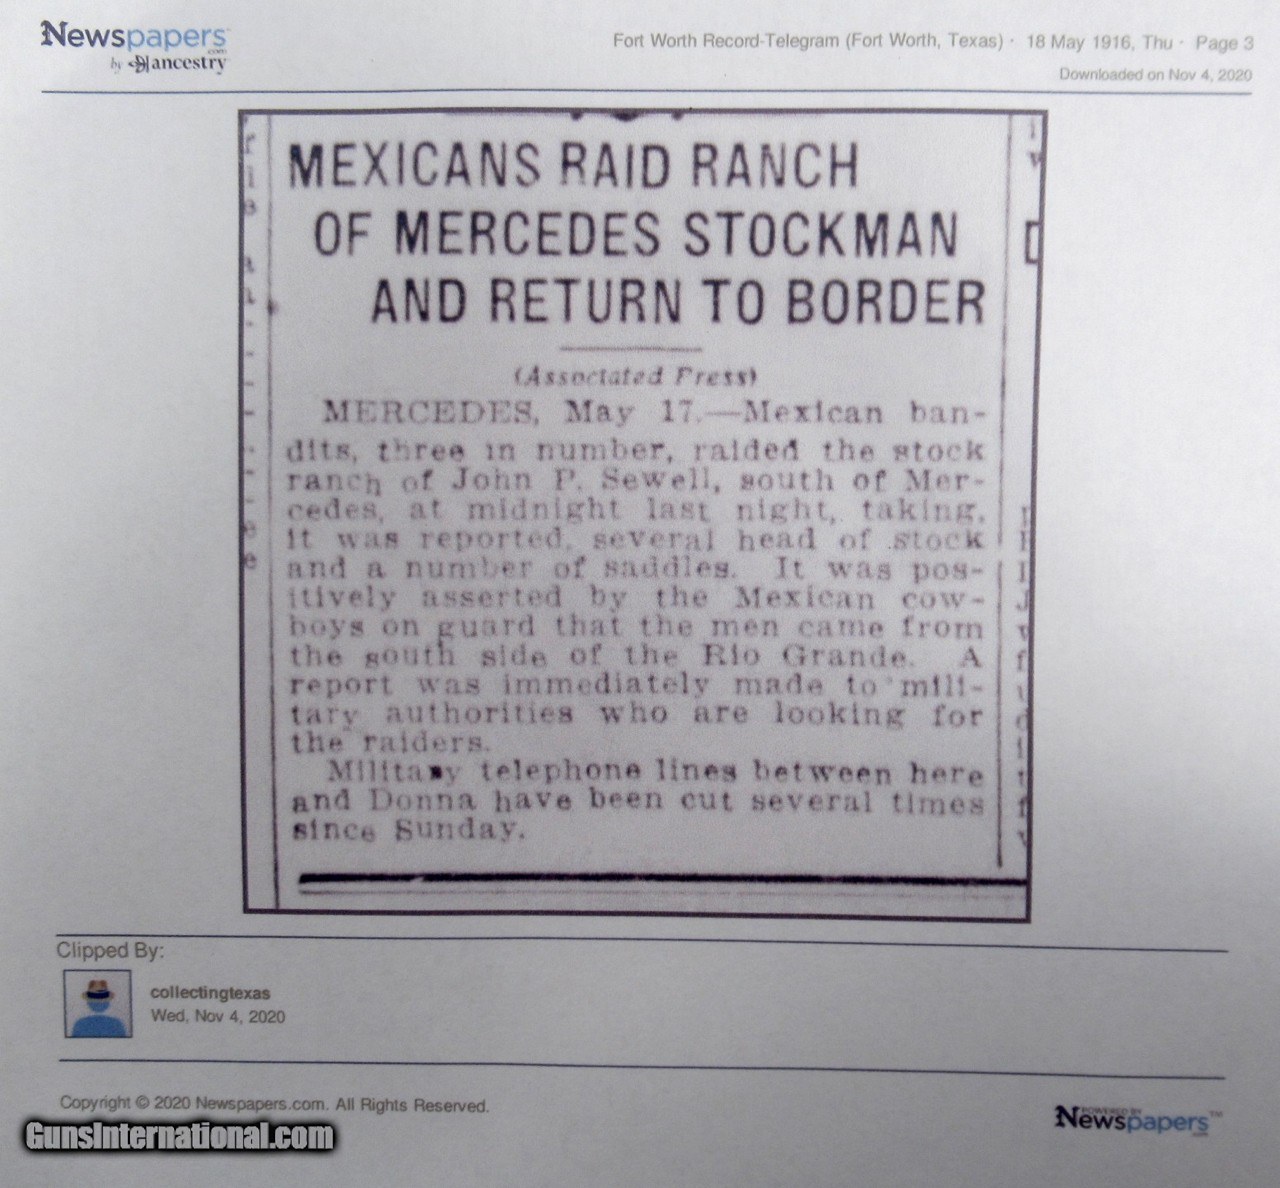 Newspapers
.com
by ancestry
Fort Worth Record-Telegram (Fort Worth, Texas) · 18 May 1916, Thu · Page 3
Downloaded on Nov 4, 2020
MEXICANS RAID RANCH
OF MERCEDES STOCKMAN
AND RETURN TO BORDER
(Associated Press)
MERCEDES, May 17.—Mexican ban-
dits, three in number, raided the stock
ranch of John P. Sewell, south of Mer-
cedes, at midnight last night, taking,
it was reported, several head of stock
and a number of saddles. It was pos-
itively asserted by the Mexican cow-
boys on guard that the men came from
the south side of the Rio Grande. A
report was immediately made to mili-
tary authorities who are looking for
the raiders.
Military telephone lines between here
and Donna have been cut several times
since Sunday.
Clipped By:
collectingtexas
Wed, Nov 4, 2020
Copyright © 2020 Newspapers.com. All Rights Reserved.
POWERED BY
Newspapers™
.com
GunsInternational.com